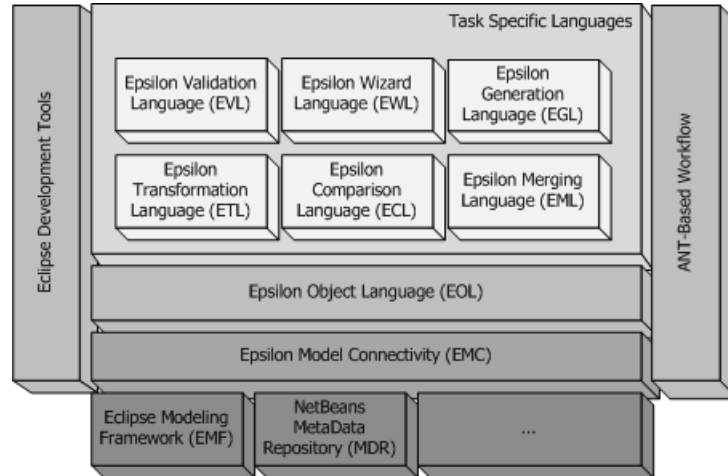 Task Specific Languages
Eclipse Development Tools
Epsilon Validation
Language (EVL)
Epsilon Wizard
Language (EWL)
Epsilon
Generation
Language (EGL)
Epsilon
Transformation
Language (ETL)
Epsilon
Comparison
Language (ECL)
Epsilon Merging
Language (EML)
ANT-Based Workflow
Epsilon Object Language (EOL)
Epsilon Model Connectivity (EMC)
Eclipse Modeling
Framework (EMF)
NetBeans
MetaData
Repository (MDR)
...